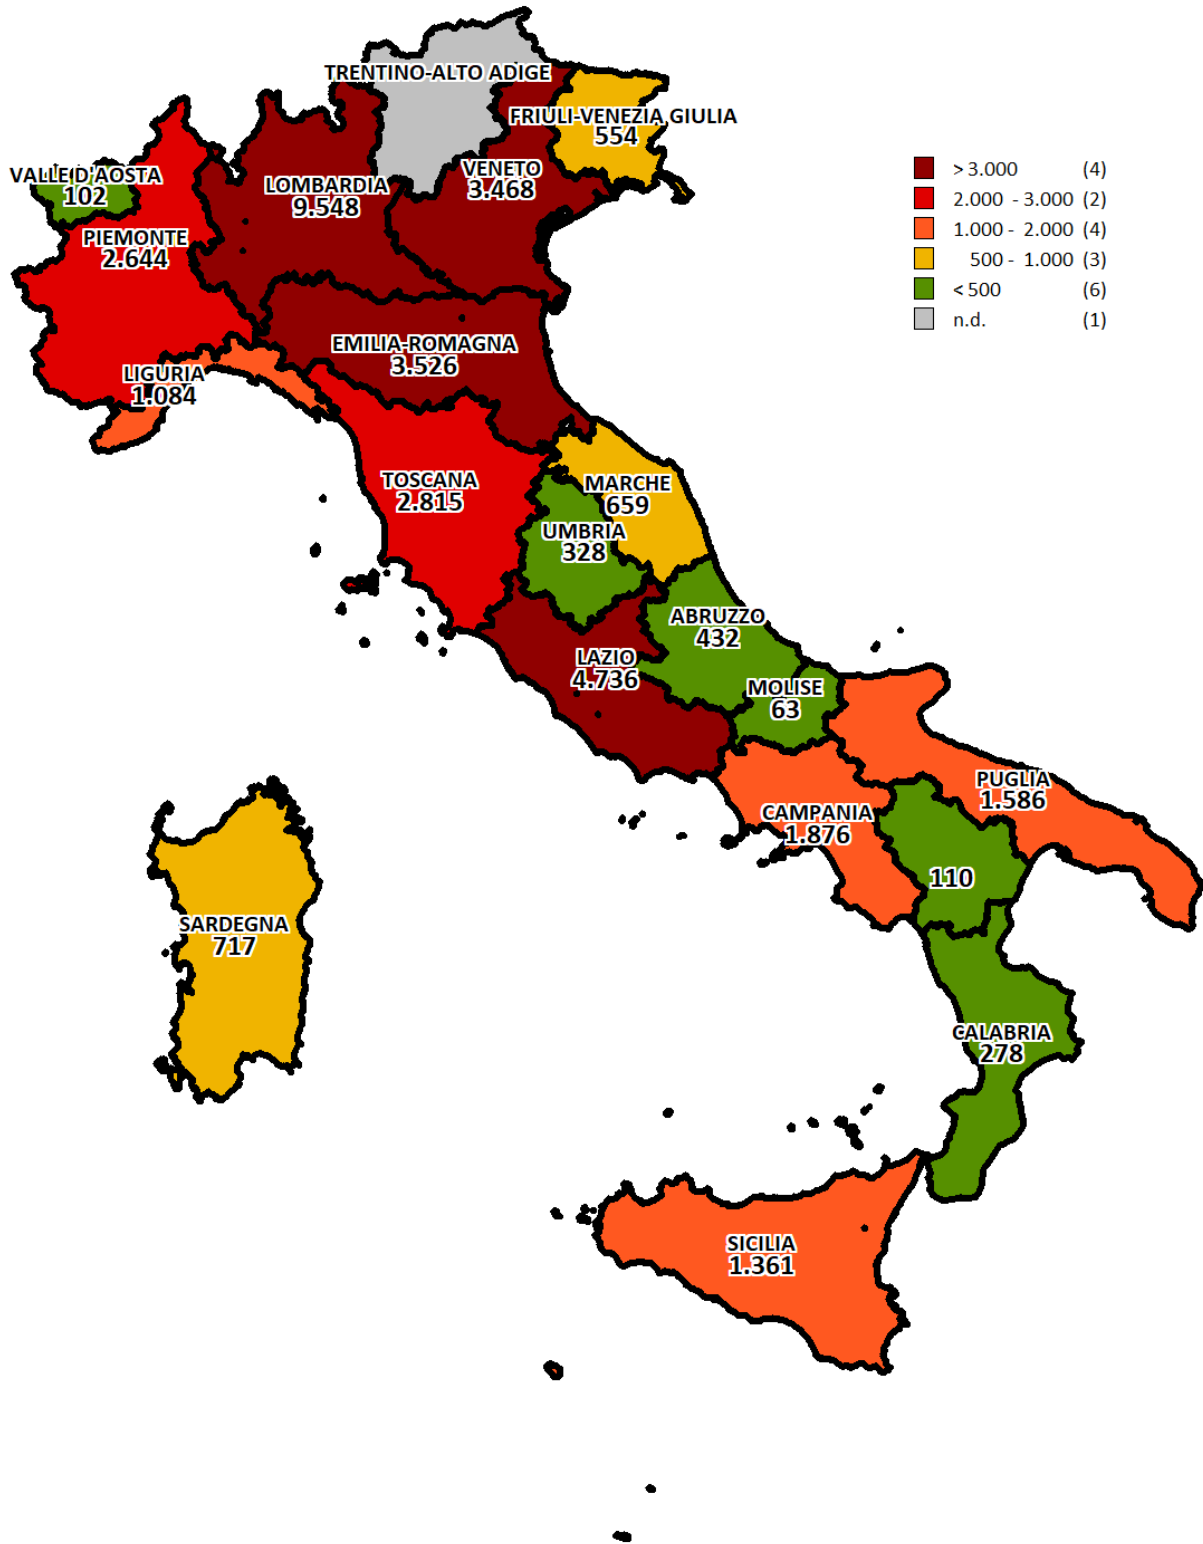 TRENTINO-ALTO ADIGE
FRIULI-VENEZIA GIULIA
554
VALLE D'AOSTA
102
LOMBARDIA
9.548
VENETO
3.468
PIEMONTE
2.644
> 3.000 (4)
2.000 - 3.000 (2)
1.000 - 2.000 (4)
500 - 1.000 (3)
< 500 (6)
n.d. (1)
EMILIA-ROMAGNA
3.526
LIGURIA
1.084
TOSCANA
2.815
MARCHE
659
UMBRIA
328
ABRUZZO
432
LAZIO
4.736
MOLISE
63
PUGLIA
1.586
CAMPANIA
1.876
110
SARDEGNA
717
CALABRIA
278
SICILIA
1.361